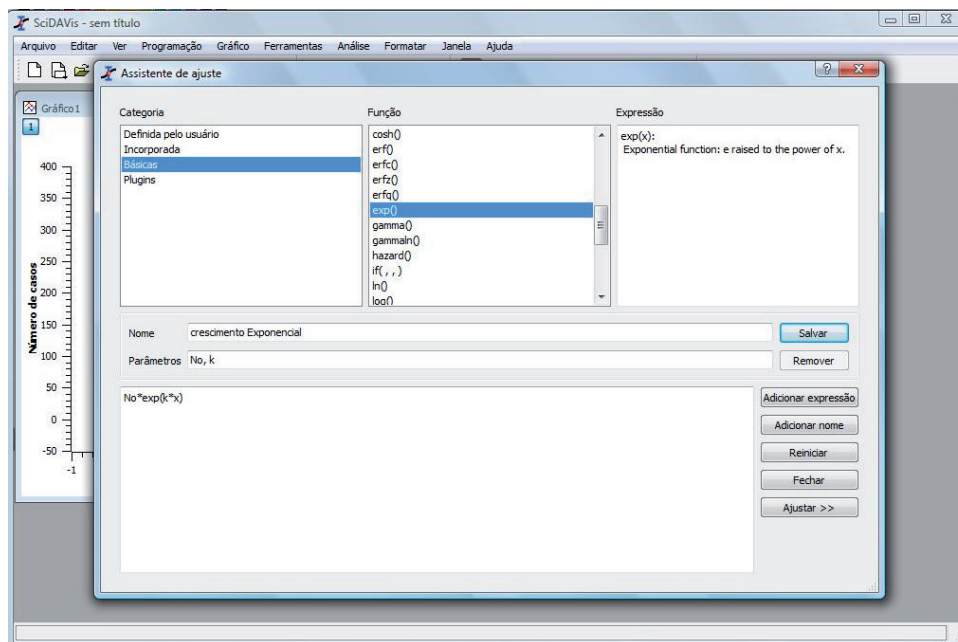 SciDAVis - sem título
Arquivo Editar Ver Programação Gráfico Ferramentas Análise Formatar Janela Ajuda
Assistente de ajuste
Gráfico1
1
400
350
300
250
200
150
100
50
0
-50
-1
Número de casos
Categoria
Definida pelo usuário
Incorporada
Básicas
Plugins
Função
cosh()
erf()
erfc()
erfz()
erfq()
exp()
gamma()
gammaln()
hazard()
if( , , )
ln()
log()
Expressão
exp(x):
Exponential function: e raised to the power of x.
Nome crescimento Exponencial Salvar
Parâmetros No, k Remover
No*exp(k*x)
Adicionar expressão
Adicionar nome
Reiniciar
Fechar
Ajustar >>